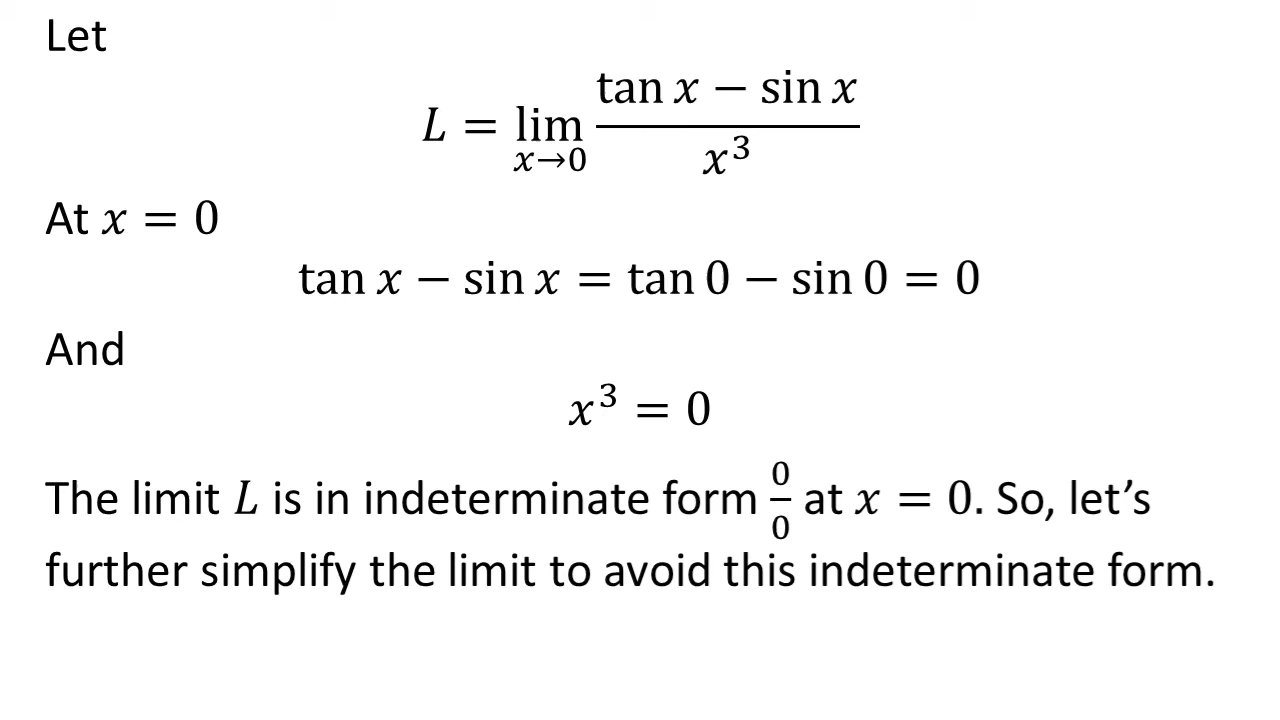 Let
L = lim x→0 (tan x − sin x)/x³
At x = 0
tan x − sin x = tan 0 − sin 0 = 0
And
x³ = 0
The limit L is in indeterminate form 0/0 at x = 0. So, let’s
further simplify the limit to avoid this indeterminate form.